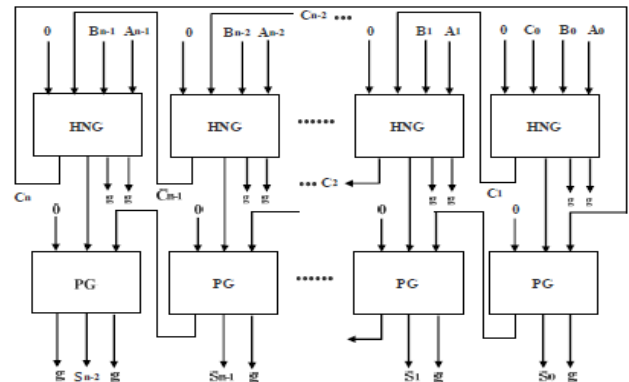 Cn-2 ...
0 Bn-1 An-1 0 Bn-2 An-2 B1 A1 0 C0 B0 A0
HNG HNG ...... HNG HNG
Cn Cn-1 ... C2 C1
g g g g g g g g
0 0 0 0
PG PG ...... PG PG
g Sn-2 g Sn-1 g S1 g S0 g